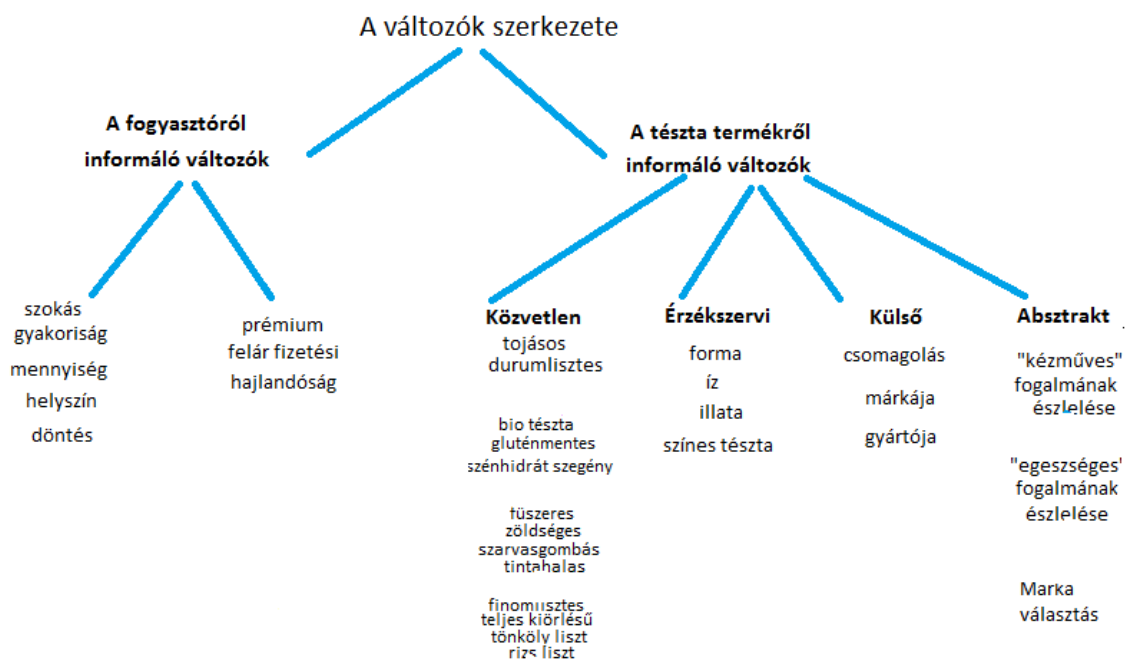 A változók szerkezete
A fogyasztóról
informáló változók
szokás
gyakoriság
mennyiség
helyszín
döntés
prémium
felár fizetési
hajlandóság
A tészta termékről
informáló változók
Közvetlen
tojásos
durumlisztes
bio tészta
gluténmentes
szénhidrát szegény
fűszeres
zöldséges
szarvasgombás
tintahalas
finomlisztes
teljes kiörlésű
tönköly liszt
rizs liszt
Érzékszervi
forma
íz
illata
színes tészta
Külső
csomagolás
márkája
gyártója
Absztrakt
"kézműves"
fogalmának
észlelése
"egeszséges"
fogalmának
észlelése
Marka
választás